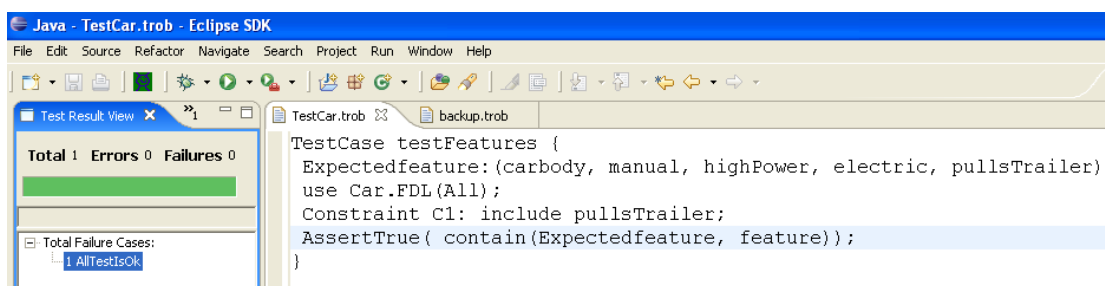 Java - TestCar.trob - Eclipse SDK
File Edit Source Refactor Navigate Search Project Run Window Help
Test Result View
»1
TestCar.trob
backup.trob
Total 1 Errors 0 Failures 0
Total Failure Cases:
1 AllTestIsOk
TestCase testFeatures {
Expectedfeature:(carbody, manual, highPower, electric, pullsTrailer)
use Car.FDL(All);
Constraint C1: include pullsTrailer;
AssertTrue( contain(Expectedfeature, feature));
}